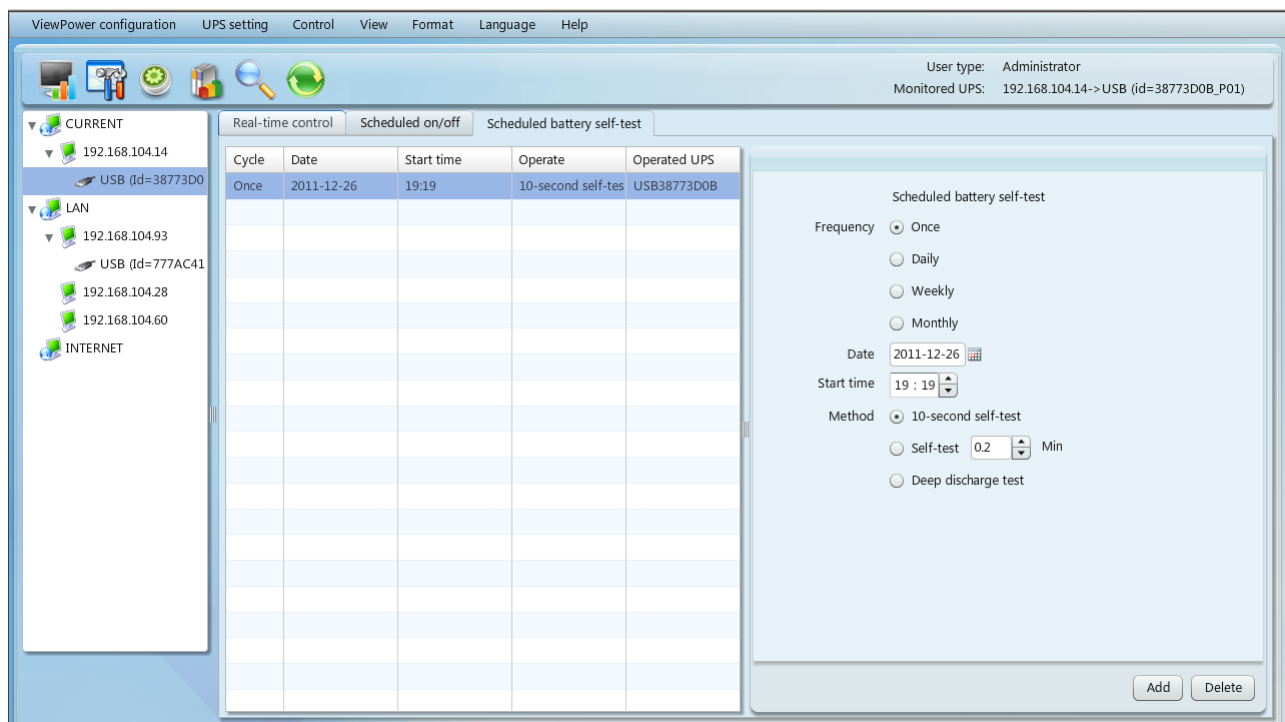 ViewPower configuration UPS setting Control View Format Language Help
User type: Administrator
Monitored UPS: 192.168.104.14->USB (id=38773D0B_P01)
CURRENT
192.168.104.14
USB (Id=38773D0
LAN
192.168.104.93
USB (Id=777AC41
192.168.104.28
192.168.104.60
INTERNET
Real-time control Scheduled on/off Scheduled battery self-test
Cycle Date Start time Operate Operated UPS
Once 2011-12-26 19:19 10-second self-tes USB38773D0B
Scheduled battery self-test
Frequency Once
Daily
Weekly
Monthly
Date 2011-12-26
Start time 19 : 19
Method 10-second self-test
Self-test 0.2 Min
Deep discharge test
Add Delete